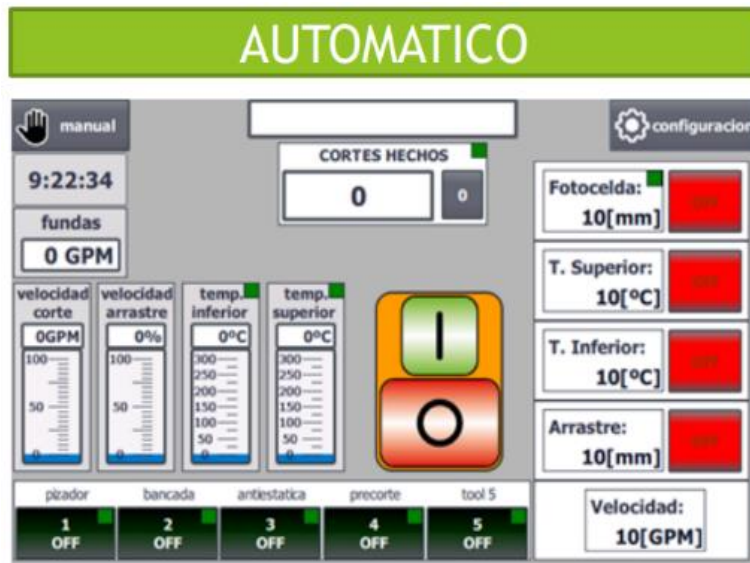 AUTOMATICO
manual
configuracion
CORTES HECHOS
0
0
9:22:34
fundas
0 GPM
velocidad corte
0GPM
100
50
0
velocidad arrastre
0%
100
50
0
temp. inferior
0ºC
300
250
200
150
100
50
0
temp. superior
0ºC
300
250
200
150
100
50
0
I
O
Fotocelda:
10[mm]
OFF
T. Superior:
10[ºC]
OFF
T. Inferior:
10[ºC]
OFF
Arrastre:
10[mm]
OFF
Velocidad:
10[GPM]
pizador
1
OFF
bancada
2
OFF
antiestatica
3
OFF
precorte
4
OFF
tool 5
5
OFF